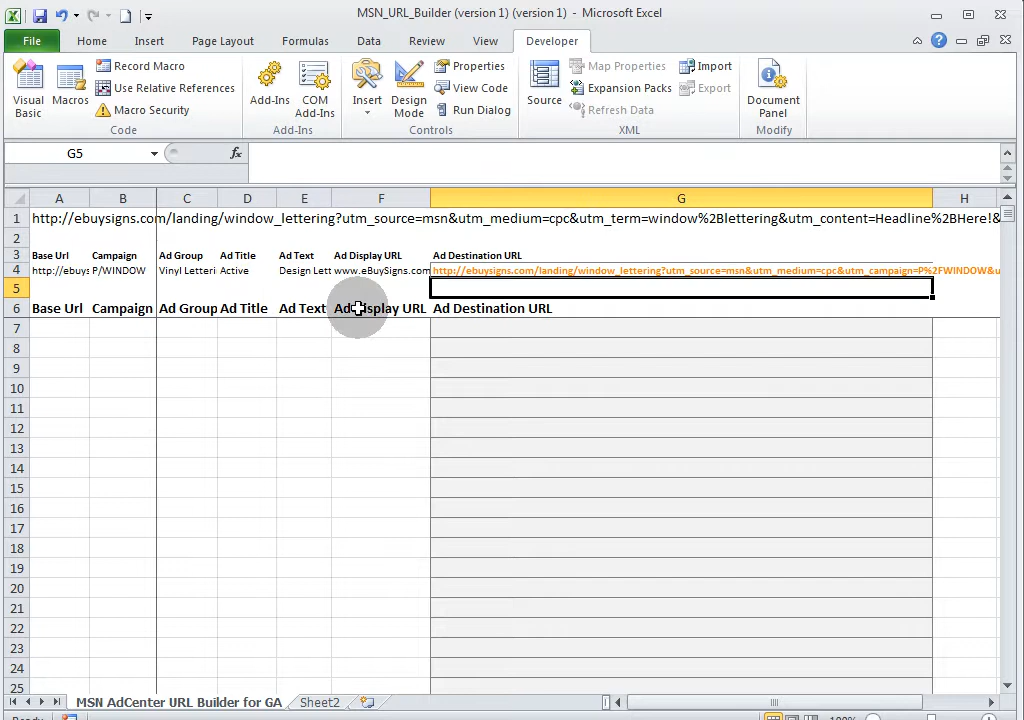 MSN_URL_Builder (version 1) (version 1) - Microsoft Excel
File Home Insert Page Layout Formulas Data Review View Developer
Visual Basic
Macros
Record Macro
Use Relative References
Macro Security
Code
Add-Ins
COM Add-Ins
Add-Ins
Insert
Design Mode
Properties
View Code
Run Dialog
Controls
Source
Map Properties
Expansion Packs
Refresh Data
Import
Export
XML
Document Panel
Modify
G5 fx
A B C D E F G H
1 http://ebuysigns.com/landing/window_lettering?utm_source=msn&utm_medium=cpc&utm_term=window%2Blettering&utm_content=Headline%2BHere!&
2
3 Base Url Campaign Ad Group Ad Title Ad Text Ad Display URL Ad Destination URL
4 http://ebuys P/WINDOW Vinyl Letteri Active Design Lett www.eBuySigns.com http://ebuysigns.com/landing/window_lettering?utm_source=msn&utm_medium=cpc&utm_campaign=P%2FWINDOW&u
5
6 Base Url Campaign Ad Group Ad Title Ad Text Ad Display URL Ad Destination URL
7
8
9
10
11
12
13
14
15
16
17
18
19
20
21
22
23
24
25
MSN AdCenter URL Builder for GA Sheet2